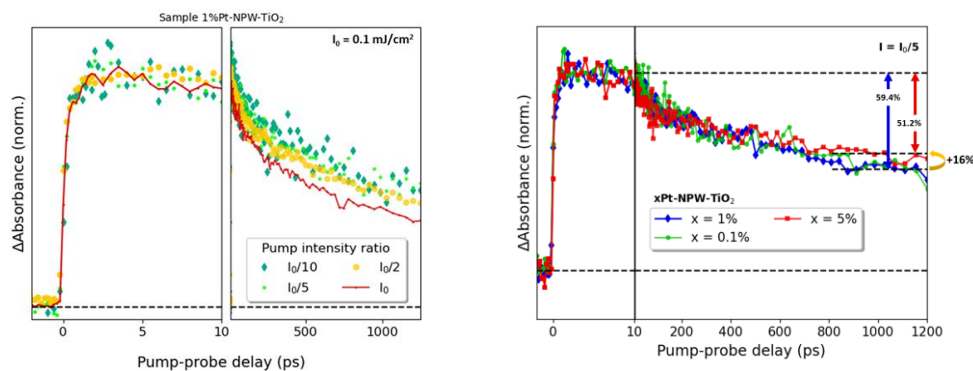 Sample 1%Pt-NPW-TiO₂
I₀ = 0.1 mJ/cm²
ΔAbsorbance (norm.)
Pump intensity ratio
I₀/10
I₀/2
I₀/5
I₀
0
5
10
500
1000
Pump-probe delay (ps)
I = I₀/5
59.4%
51.2%
+16%
ΔAbsorbance (norm.)
xPt-NPW-TiO₂
x = 1%
x = 5%
x = 0.1%
0
10
200
400
600
800
1000
1200
Pump-probe delay (ps)